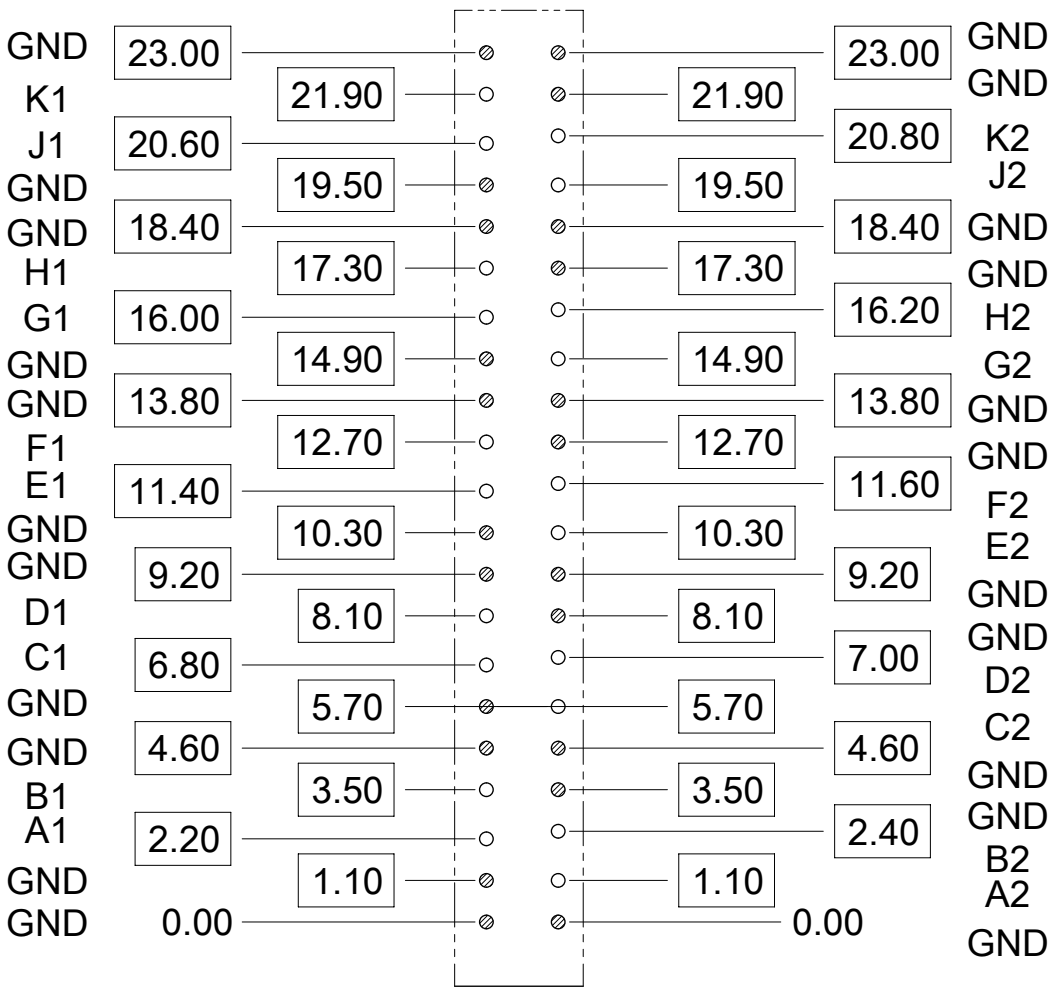 GND 23.00 23.00 GND
21.90 21.90 GND
K1
J1 20.60 20.80 K2
GND 19.50 19.50 J2
GND 18.40 18.40 GND
H1 17.30 17.30 GND
G1 16.00 16.20 H2
GND 14.90 14.90 G2
GND 13.80 13.80 GND
F1 12.70 12.70 GND
E1 11.40 11.60 F2
GND 10.30 10.30 E2
GND 9.20 9.20 GND
D1 8.10 8.10 GND
C1 6.80 7.00 D2
GND 5.70 5.70 C2
GND 4.60 4.60 GND
B1 3.50 3.50 GND
A1 2.20 2.40 B2
GND 1.10 1.10 A2
GND 0.00 0.00 GND